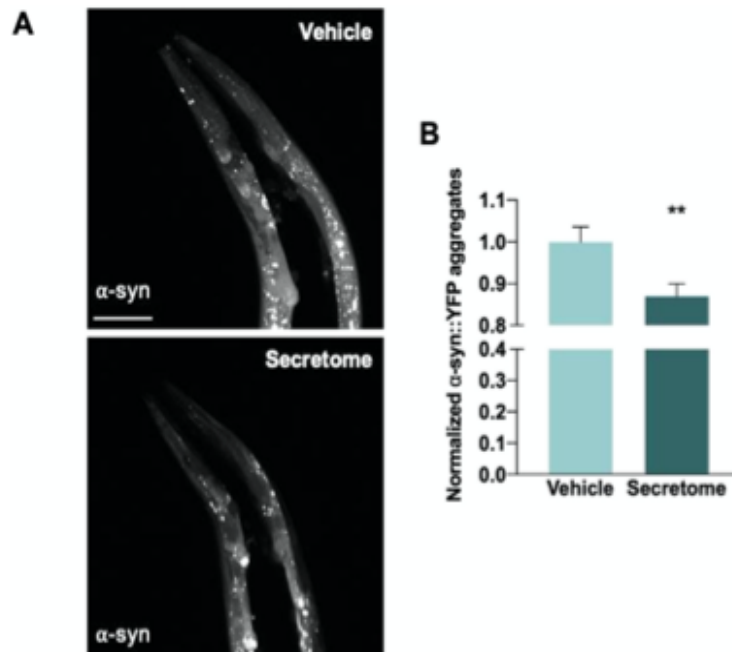 A
Vehicle
α-syn
Secretome
α-syn
B
Normalized α-syn::YFP aggregates
1.1
1.0
0.9
0.8
0.4
0.3
0.2
0.1
0.0
**
Vehicle Secretome